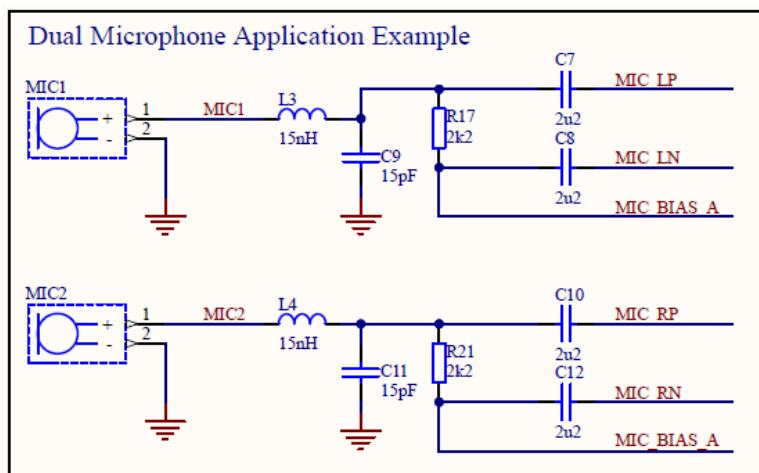 Dual Microphone Application Example
C7
MIC_LP
2u2
MIC1
+
-
1
2
MIC1
L3
15nH
R17
2k2
C9
15pF
C8
MIC_LN
2u2
MIC_BIAS_A
MIC2
+
-
1
2
MIC2
L4
15nH
C10
MIC_RP
2u2
R21
2k2
C11
15pF
C12
MIC_RN
2u2
MIC_BIAS_A